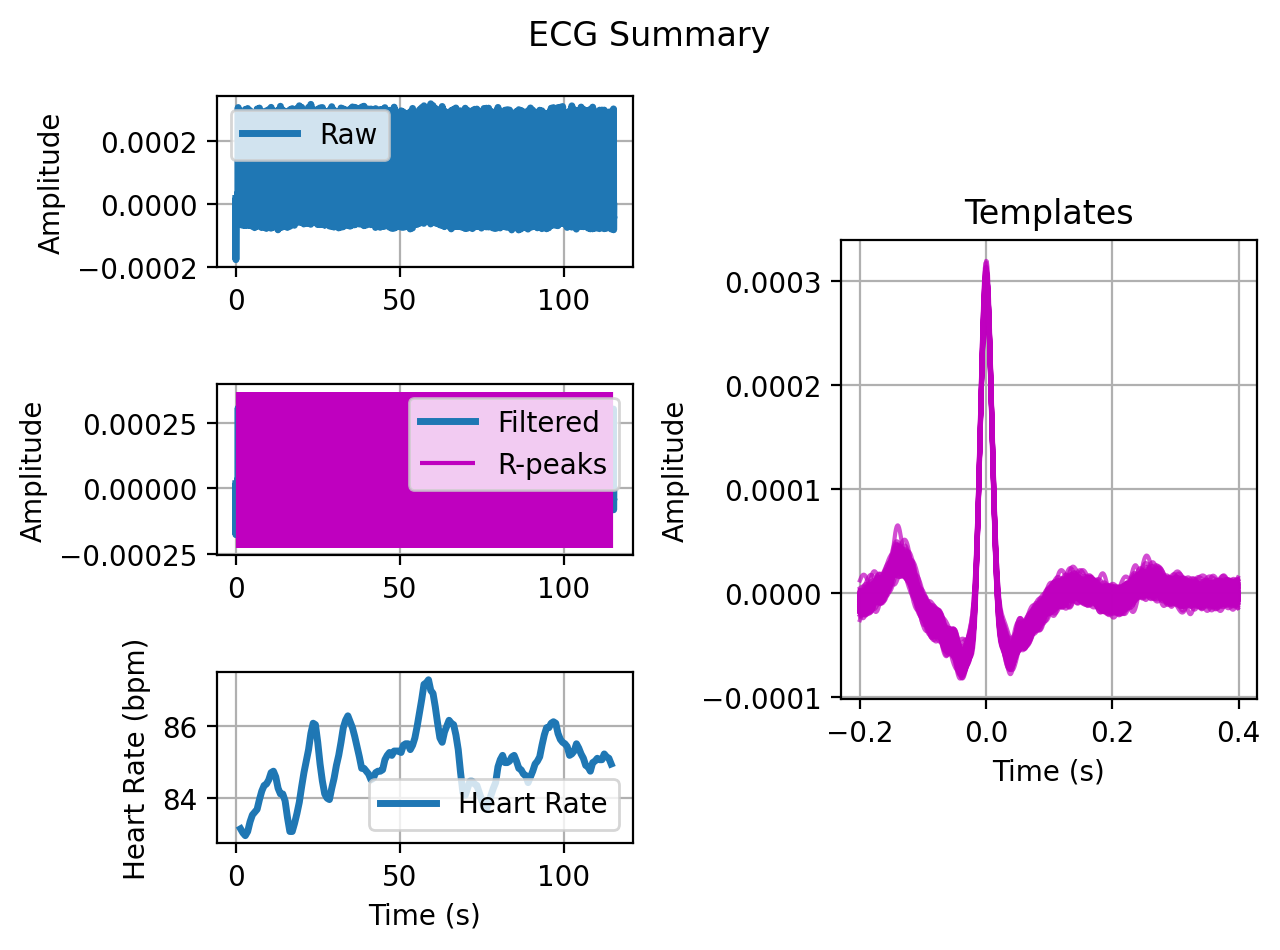 ECG Summary
Amplitude
0.0002
0.0000
−0.0002
Raw
0
50
100
Amplitude
0.00025
0.00000
−0.00025
Filtered
R-peaks
0
50
100
Heart Rate (bpm)
86
84
Heart Rate
0
50
100
Time (s)
Templates
Amplitude
0.0003
0.0002
0.0001
0.0000
−0.0001
−0.2
0.0
0.2
0.4
Time (s)